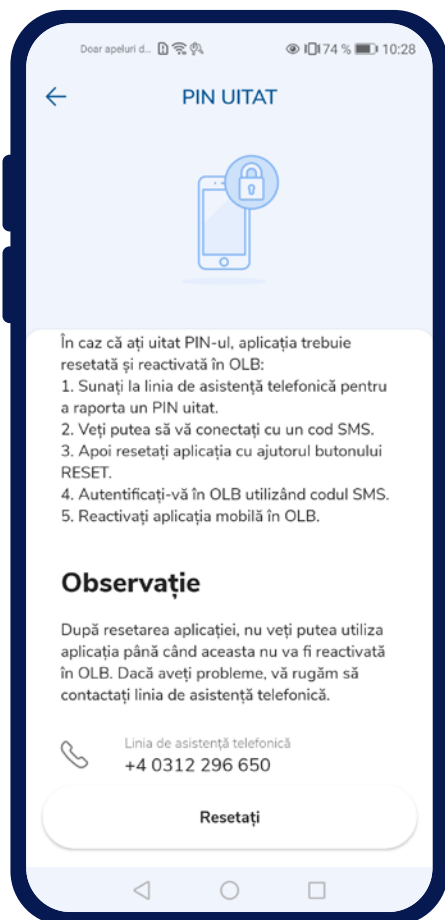 Doar apeluri d... 74 % 10:28
PIN UITAT
În caz că ați uitat PIN-ul, aplicația trebuie
resetată și reactivată în OLB:
1. Sunați la linia de asistență telefonică pentru
a raporta un PIN uitat.
2. Veți putea să vă conectați cu un cod SMS.
3. Apoi resetați aplicația cu ajutorul butonului
RESET.
4. Autentificați-vă în OLB utilizând codul SMS.
5. Reactivați aplicația mobilă în OLB.
Observație
După resetarea aplicației, nu veți putea utiliza
aplicația până când aceasta nu va fi reactivată
în OLB. Dacă aveți probleme, vă rugăm să
contactați linia de asistență telefonică.
Linia de asistență telefonică
+4 0312 296 650
Resetați